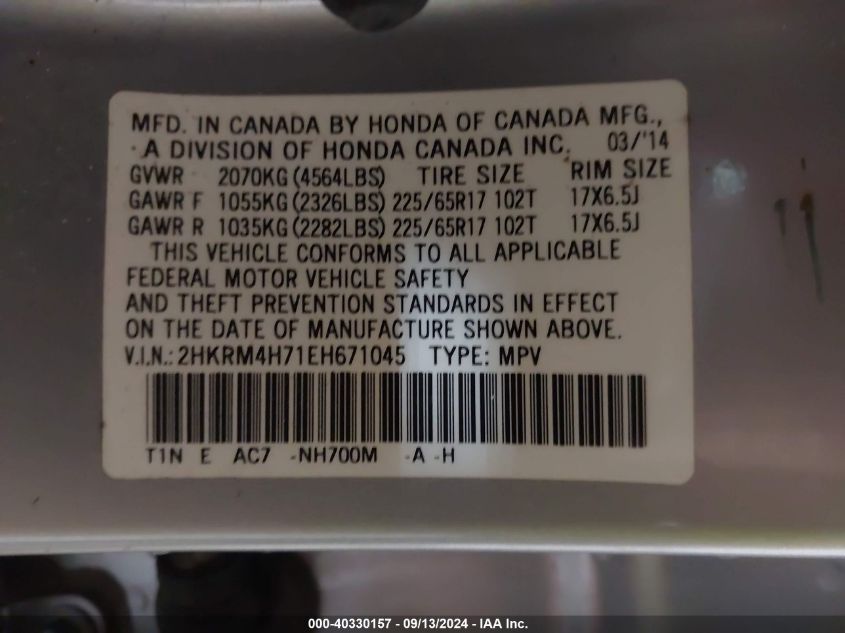 MFD. IN CANADA BY HONDA OF CANADA MFG.,
A DIVISION OF HONDA CANADA INC. 03/'14
GVWR 2070KG (4564LBS) TIRE SIZE RIM SIZE
GAWR F 1055KG (2326LBS) 225/65R17 102T 17X6.5J
GAWR R 1035KG (2282LBS) 225/65R17 102T 17X6.5J
THIS VEHICLE CONFORMS TO ALL APPLICABLE
FEDERAL MOTOR VEHICLE SAFETY
AND THEFT PREVENTION STANDARDS IN EFFECT
ON THE DATE OF MANUFACTURE SHOWN ABOVE.
V.I.N.: 2HKRM4H71EH671045 TYPE: MPV
T1N E AC7 -NH700M -A -H
000-40330157 - 09/13/2024 - IAA Inc.